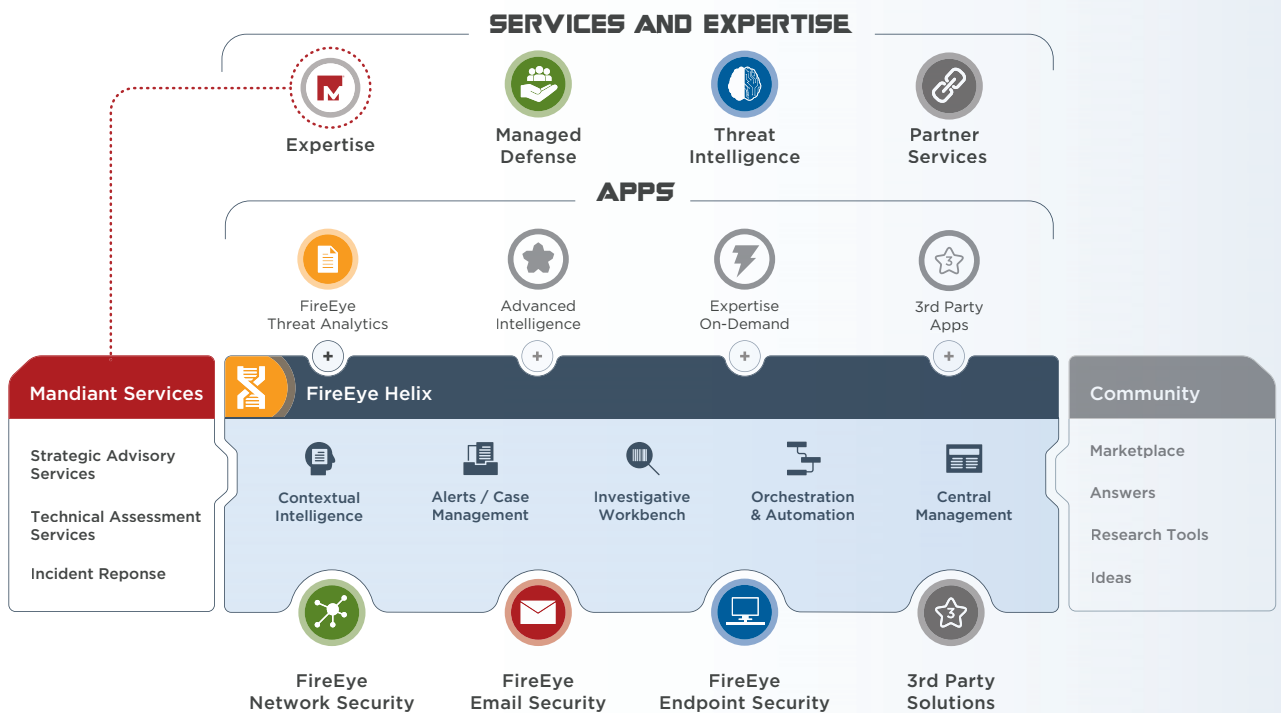 SERVICES AND EXPERTISE
Expertise
Managed
Defense
Threat
Intelligence
Partner
Services
APPS
FireEye
Threat Analytics
Advanced
Intelligence
Expertise
On-Demand
3
3rd Party
Apps
+
+
+
+
Mandiant Services
Strategic Advisory
Services
Technical Assessment
Services
Incident Reponse
FireEye Helix
Contextual
Intelligence
Alerts / Case
Management
Investigative
Workbench
Orchestration
& Automation
Central
Management
Community
Marketplace
Answers
Research Tools
Ideas
FireEye
Network Security
FireEye
Email Security
FireEye
Endpoint Security
3
3rd Party
Solutions